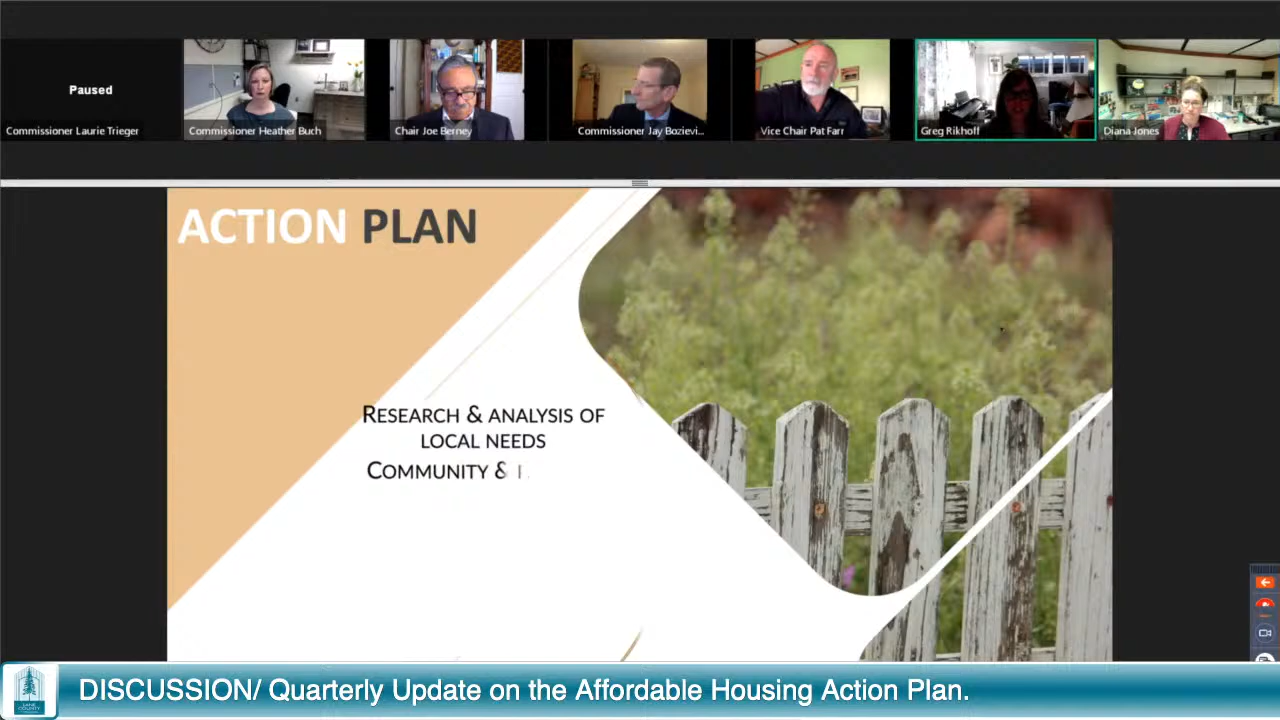 Paused
Commissioner Laurie Trieger
Commissioner Heather Buch
Chair Joe Berney
Commissioner Jay Bozievi...
Vice Chair Pat Farr
Greg Rikhoff
Diana Jones
ACTION PLAN
RESEARCH & ANALYSIS OF
LOCAL NEEDS
COMMUNITY &
LANE COUNTY
DISCUSSION/ Quarterly Update on the Affordable Housing Action Plan.